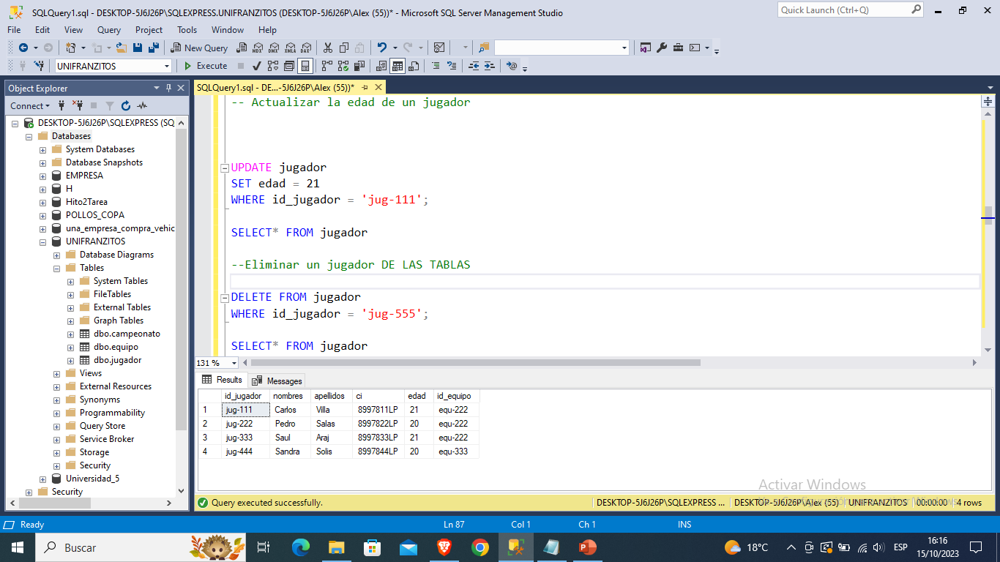 SQLQuery1.sql - DESKTOP-5J6J26P\SQLEXPRESS.UNIFRANZITOS (DESKTOP-5J6J26P\Alex (55))* - Microsoft SQL Server Management Studio
Quick Launch (Ctrl+Q)
File Edit View Query Project Tools Window Help
New Query MDX DMX XMLA DAX
UNIFRANZITOS Execute
Object Explorer
SQLQuery1.sql - DE...-5J6J26P\Alex (55))*
Connect
DESKTOP-5J6J26P\SQLEXPRESS (SQ
Databases
System Databases
Database Snapshots
EMPRESA
H
Hito2Tarea
POLLOS_COPA
una_empresa_compra_vehic
UNIFRANZITOS
Database Diagrams
Tables
System Tables
FileTables
External Tables
Graph Tables
dbo.campeonato
dbo.equipo
dbo.jugador
Views
External Resources
Synonyms
Programmability
Query Store
Service Broker
Storage
Security
Universidad_5
Security
-- Actualizar la edad de un jugador
UPDATE jugador
SET edad = 21
WHERE id_jugador = 'jug-111';
SELECT* FROM jugador
--Eliminar un jugador DE LAS TABLAS
DELETE FROM jugador
WHERE id_jugador = 'jug-555';
SELECT* FROM jugador
131 %
Results Messages
id_jugador nombres apellidos ci edad id_equipo
1 jug-111 Carlos Villa 8997811LP 21 equ-222
2 jug-222 Pedro Salas 8997822LP 20 equ-222
3 jug-333 Saul Araj 8997833LP 21 equ-222
4 jug-444 Sandra Solis 8997844LP 20 equ-333
Activar Windows
Query executed successfully.
DESKTOP-5J6J26P\SQLEXPRESS ... DESKTOP-5J6J26P\Alex (55) UNIFRANZITOS 00:00:00 4 rows
Ready Ln 87 Col 1 Ch 1 INS
Buscar
18°C
ESP
16:16
15/10/2023